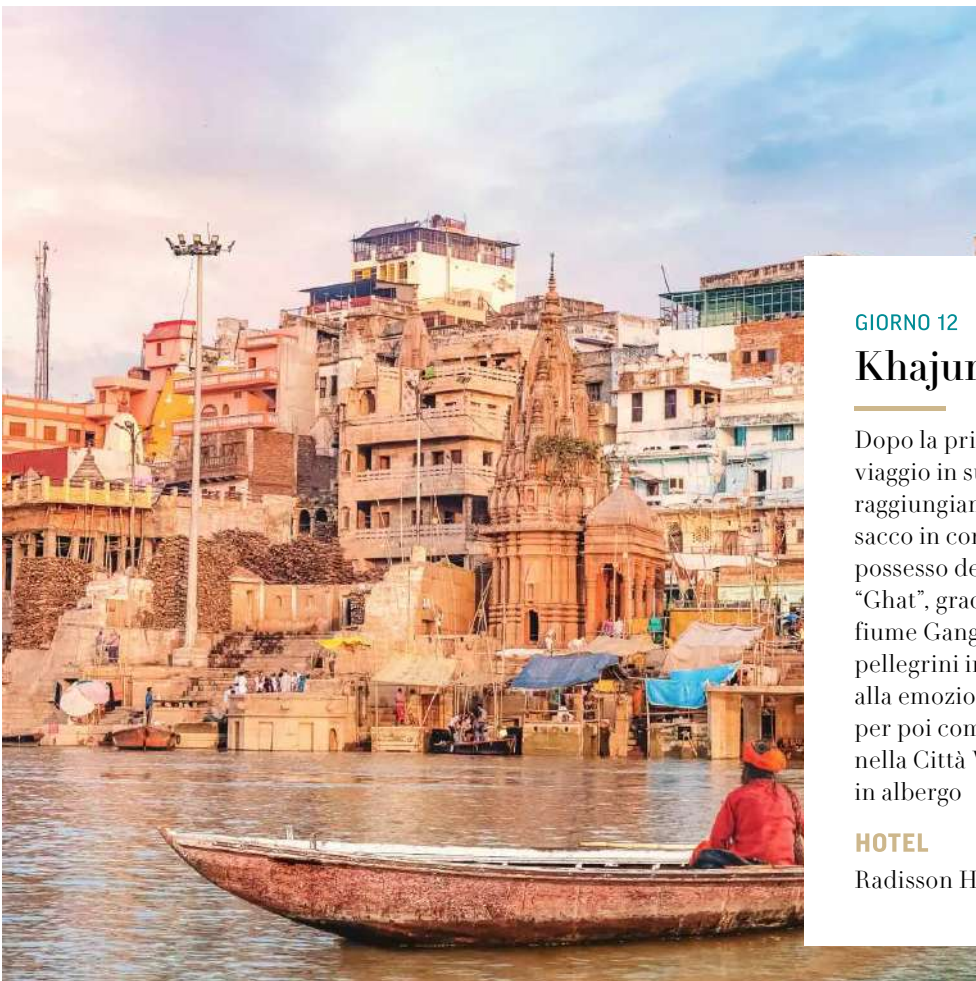 GIORNO 12
Khajur
Dopo la pri
viaggio in su
raggiungian
sacco in cor
possesso de
“Ghat”, grad
fiume Gang
pellegrini in
alla emozio
per poi com
nella Città V
in albergo
HOTEL
Radisson H